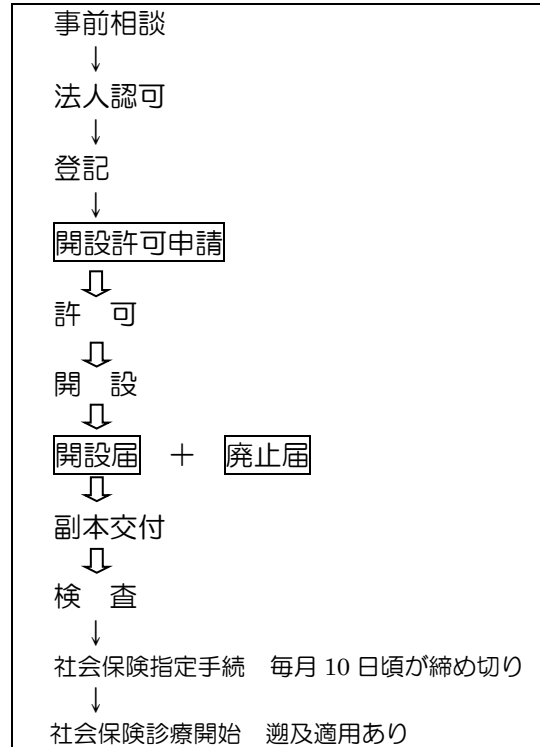 事前相談
↓
法人認可
↓
登記
↓
開設許可申請
⇩
許　可
⇩
開　設
⇩
開設届　＋　廃止届
⇩
副本交付
⇩
検　査
↓
社会保険指定手続　毎月 10 日頃が締め切り
↓
社会保険診療開始　遡及適用あり